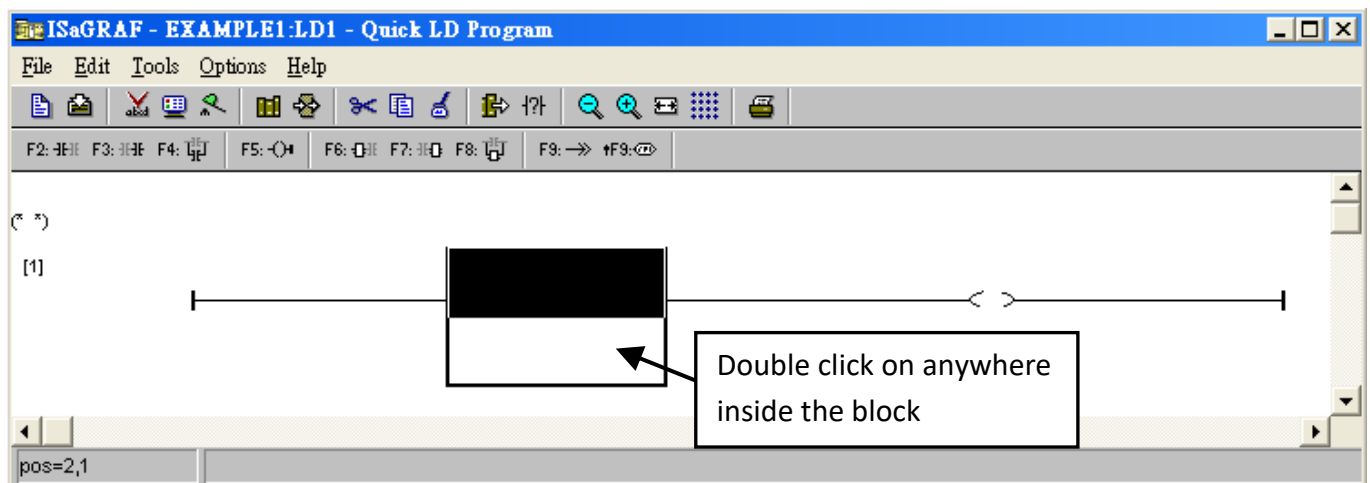 ISaGRAF - EXAMPLE1:LD1 - Quick LD Program
File Edit Tools Options Help
F2: F3: F4: F5: F6: F7: F8: F9: F9:
(* *)
[1]
Double click on anywhere
inside the block
pos=2,1